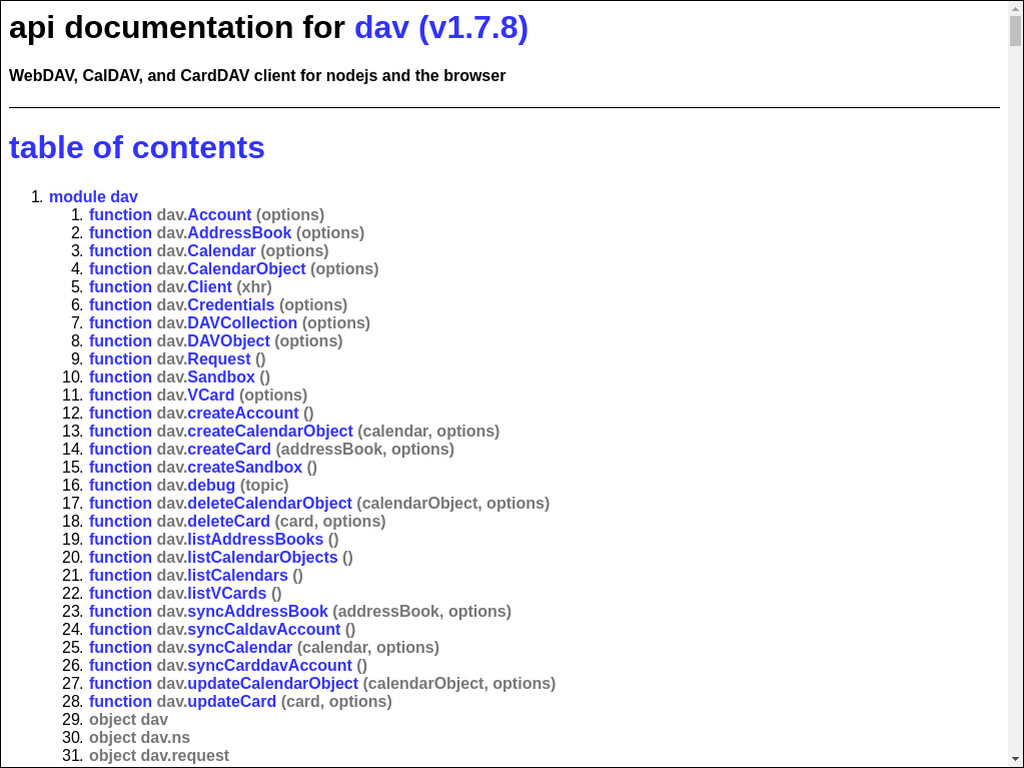 api documentation for dav (v1.7.8)
WebDAV, CalDAV, and CardDAV client for nodejs and the browser
table of contents
1. module dav
1. function dav.Account (options)
2. function dav.AddressBook (options)
3. function dav.Calendar (options)
4. function dav.CalendarObject (options)
5. function dav.Client (xhr)
6. function dav.Credentials (options)
7. function dav.DAVCollection (options)
8. function dav.DAVObject (options)
9. function dav.Request ()
10. function dav.Sandbox ()
11. function dav.VCard (options)
12. function dav.createAccount ()
13. function dav.createCalendarObject (calendar, options)
14. function dav.createCard (addressBook, options)
15. function dav.createSandbox ()
16. function dav.debug (topic)
17. function dav.deleteCalendarObject (calendarObject, options)
18. function dav.deleteCard (card, options)
19. function dav.listAddressBooks ()
20. function dav.listCalendarObjects ()
21. function dav.listCalendars ()
22. function dav.listVCards ()
23. function dav.syncAddressBook (addressBook, options)
24. function dav.syncCaldavAccount ()
25. function dav.syncCalendar (calendar, options)
26. function dav.syncCarddavAccount ()
27. function dav.updateCalendarObject (calendarObject, options)
28. function dav.updateCard (card, options)
29. object dav
30. object dav.ns
31. object dav.request